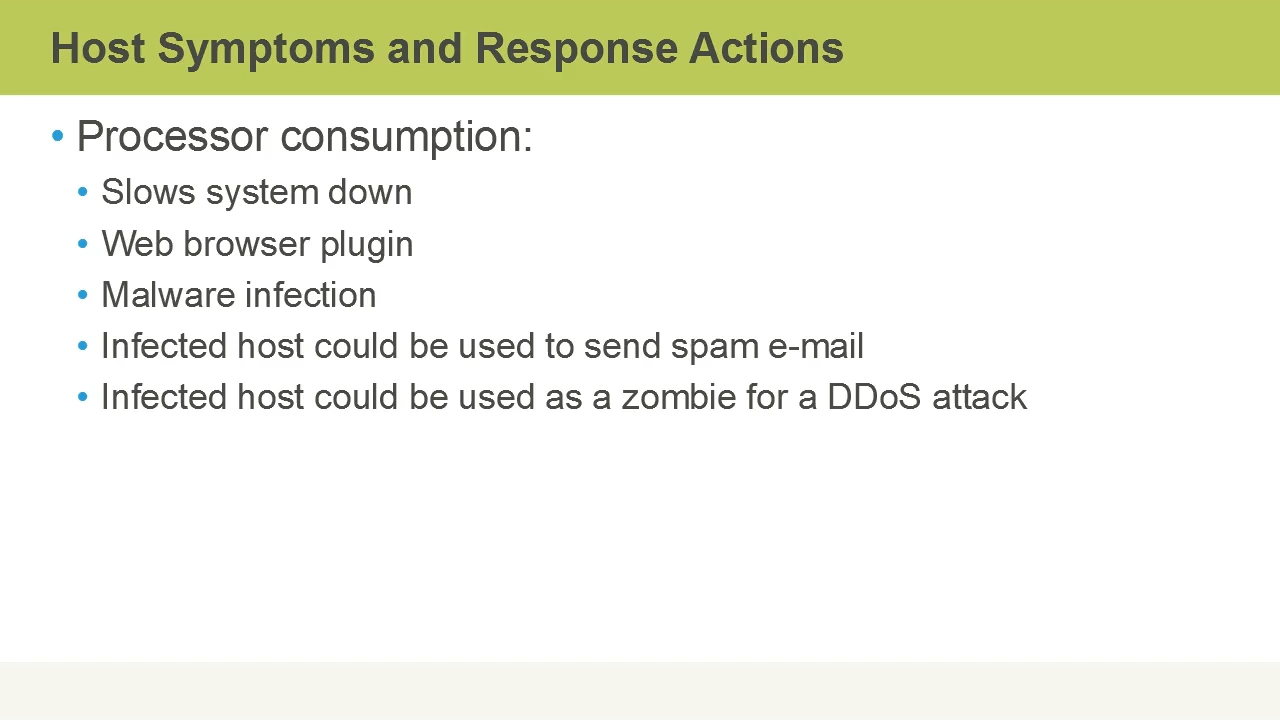 Host Symptoms and Response Actions
• Processor consumption:
• Slows system down
• Web browser plugin
• Malware infection
• Infected host could be used to send spam e-mail
• Infected host could be used as a zombie for a DDoS attack